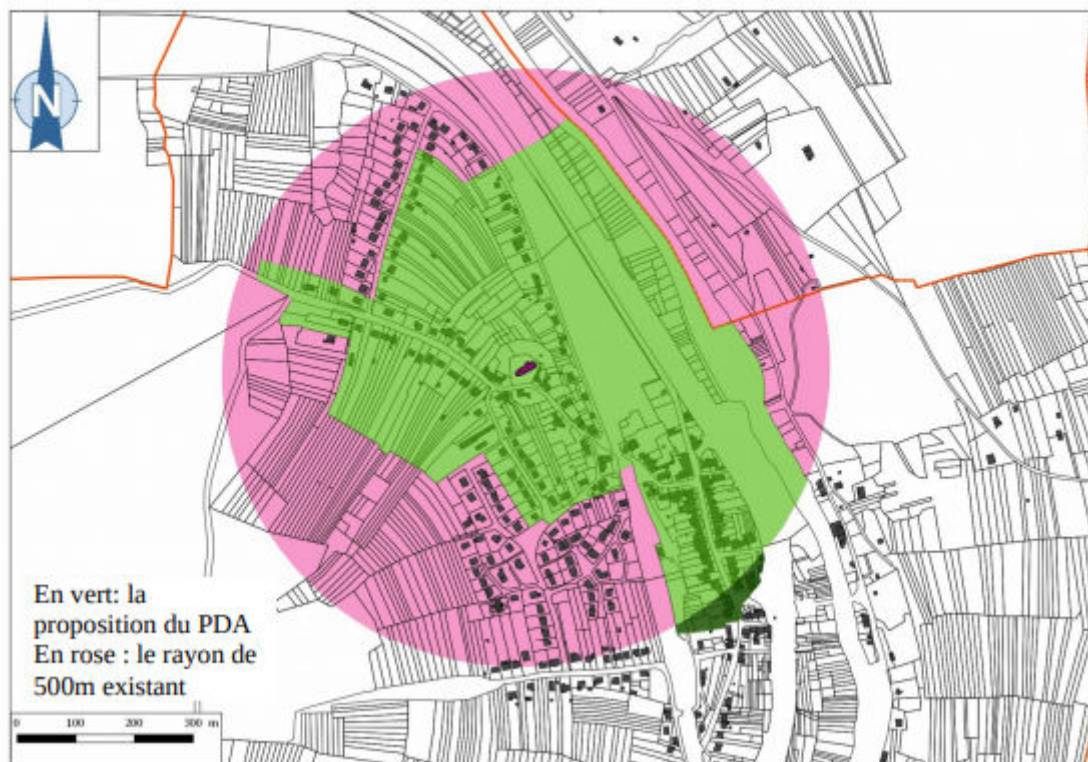 N
En vert: la
proposition du PDA
En rose : le rayon de
500m existant
0 100 200 300 m